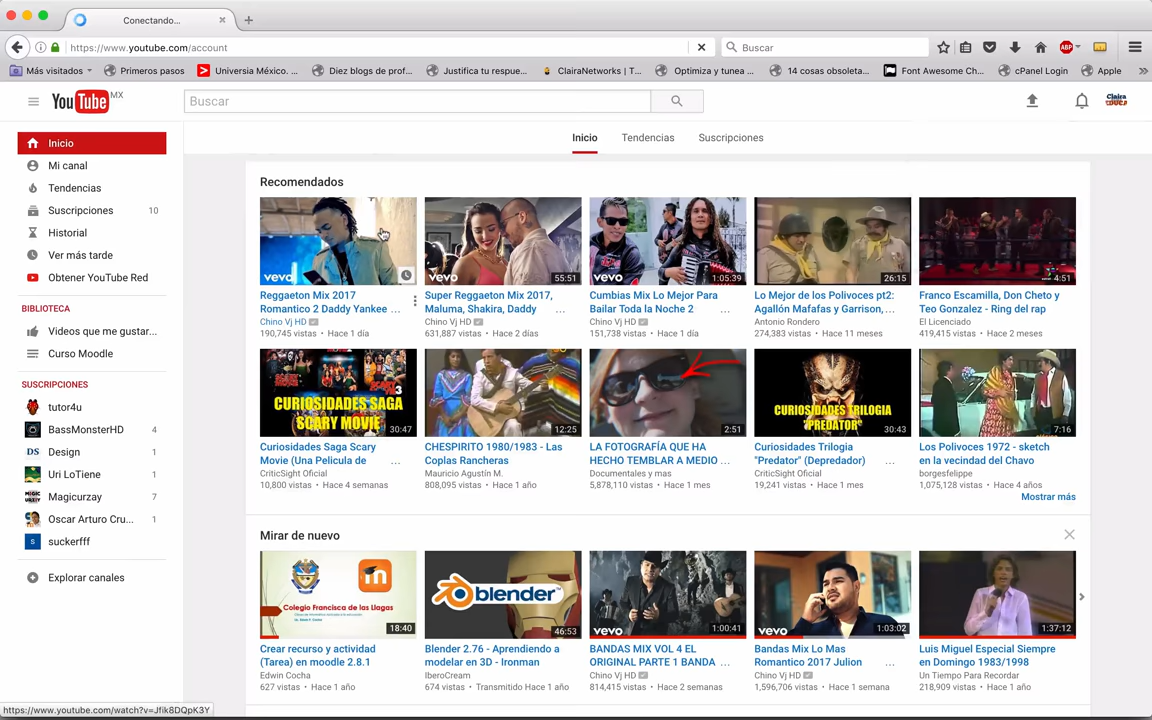 Conectando...
https://www.youtube.com/account
Buscar
ABP
Más visitados
Primeros pasos
Universia México. ...
Diez blogs de prof...
Justifica tu respue...
ClairaNetworks | T...
Optimiza y tunea ...
14 cosas obsoleta...
Font Awesome Ch...
cPanel Login
Apple
YouTube MX
Buscar
Inicio
Tendencias
Suscripciones
Inicio
Mi canal
Tendencias
Suscripciones 10
Historial
Ver más tarde
Obtener YouTube Red
BIBLIOTECA
Videos que me gustar...
Curso Moodle
SUSCRIPCIONES
tutor4u
BassMonsterHD 4
DS Design 1
Uri LoTiene 1
Magicurzay 7
Oscar Arturo Cru... 1
S suckerfff
Explorar canales
Recomendados
vevo
Reggaeton Mix 2017
Romantico 2 Daddy Yankee ...
Chino Vj HD
190,745 vistas • Hace 1 día
vevo
55:51
Super Reggaeton Mix 2017,
Maluma, Shakira, Daddy ...
Chino Vj HD
631,887 vistas • Hace 2 días
vevo
1:05:39
Cumbias Mix Lo Mejor Para
Bailar Toda la Noche 2 ...
Chino Vj HD
151,738 vistas • Hace 1 día
26:15
Lo Mejor de los Polivoces pt2:
Agallón Mafafas y Garrison,...
Antonio Rondero
274,383 vistas • Hace 11 meses
4:51
Franco Escamilla, Don Cheto y
Teo Gonzalez - Ring del rap
El Licenciado
419,415 vistas • Hace 2 meses
CURIOSIDADES SAGA
SCARY MOVIE
30:47
Curiosidades Saga Scary
Movie (Una Pelicula de ...
CriticSight Oficial
10,800 vistas • Hace 4 semanas
12:25
CHESPIRITO 1980/1983 - Las
Coplas Rancheras
Mauricio Agustín M.
808,095 vistas • Hace 1 año
2:51
LA FOTOGRAFÍA QUE HA
HECHO TEMBLAR A MEDIO ...
Documentales y mas
5,878,110 vistas • Hace 1 mes
CURIOSIDADES TRILOGIA
"PREDATOR"
30:43
Curiosidades Trilogia
"Predator" (Depredador) ...
CriticSight Oficial
19,241 vistas • Hace 1 mes
7:16
Los Polivoces 1972 - sketch
en la vecindad del Chavo
borgesfelippe
1,075,128 vistas • Hace 4 años
Mostrar más
Mirar de nuevo
Colegio Francisca de las Llagas
18:40
Crear recurso y actividad
(Tarea) en moodle 2.8.1
Edwin Cocha
627 vistas • Hace 1 año
blender
46:53
Blender 2.76 - Aprendiendo a
modelar en 3D - Ironman
IberoCream
674 vistas • Transmitido Hace 1 año
vevo
1:00:41
BANDAS MIX VOL 4 EL
ORIGINAL PARTE 1 BANDA ...
Chino Vj HD
814,415 vistas • Hace 2 semanas
vevo
1:03:02
Bandas Mix Lo Mas
Romantico 2017 Julion ...
Chino Vj HD
1,596,706 vistas • Hace 1 semana
1:37:12
Luis Miguel Especial Siempre
en Domingo 1983/1998
Un Tiempo Para Recordar
218,909 vistas • Hace 1 año
https://www.youtube.com/watch?v=Jfik8DQpK3Y